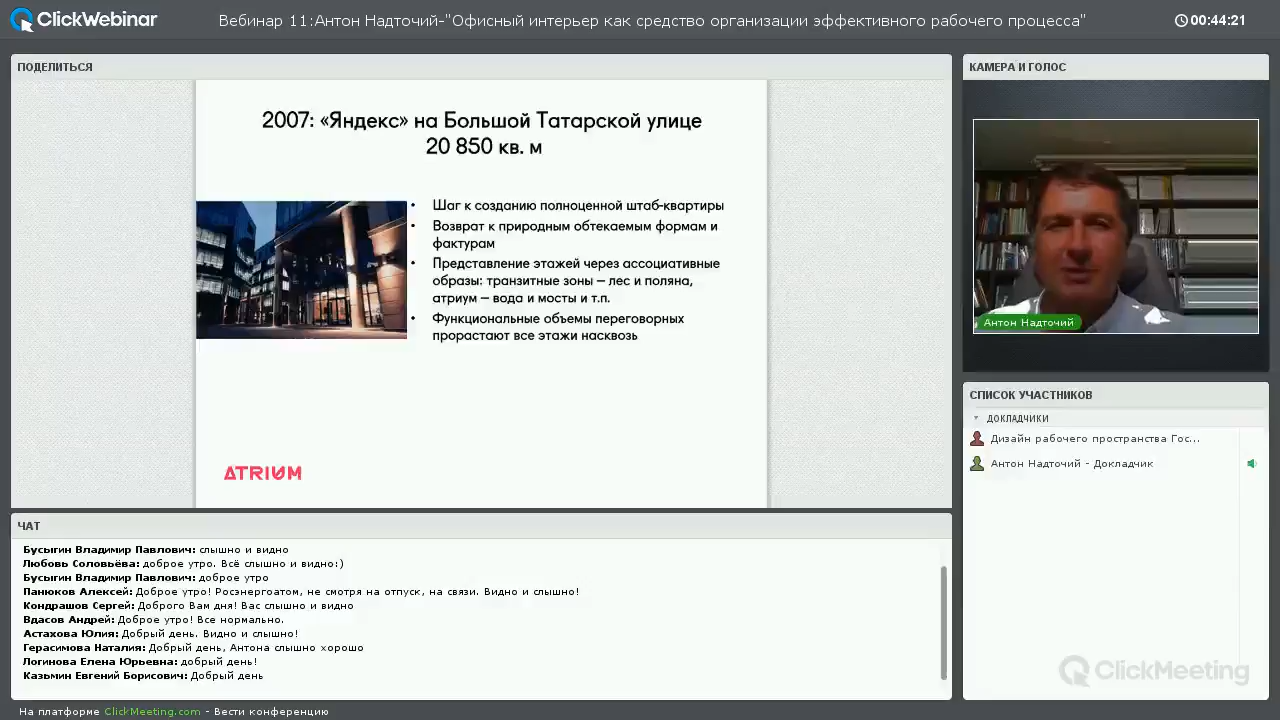 ClickWebinar
Вебинар 11:Антон Надточий-"Офисный интерьер как средство организации эффективного рабочего процесса"
00:44:21
ПОДЕЛИТЬСЯ
2007: «Яндекс» на Большой Татарской улице
20 850 кв. м
• Шаг к созданию полноценной штаб-квартиры
• Возврат к природным обтекаемым формам и
фактурам
• Представление этажей через ассоциативные
образы: транзитные зоны – лес и поляна,
атриум – вода и мосты и т.п.
• Функциональные объемы переговорных
прорастают все этажи насквозь
ATRIUM
КАМЕРА И ГОЛОС
Антон Надточий
СПИСОК УЧАСТНИКОВ
ДОКЛАДЧИКИ
Дизайн рабочего пространства Гос...
Антон Надточий - Докладчик
ClickMeeting
ЧАТ
Бусыгин Владимир Павлович: слышно и видно
Любовь Соловьёва: доброе утро. Всё слышно и видно:)
Бусыгин Владимир Павлович: доброе утро
Панюков Алексей: Доброе утро! Росэнергоатом, не смотря на отпуск, на связи. Видно и слышно!
Кондрашов Сергей: Доброго Вам дня! Вас слышно и видно
Вдасов Андрей: Доброе утро! Все нормально.
Астахова Юлия: Добрый день. Видно и слышно!
Герасимова Наталия: Добрый день, Антона слышно хорошо
Логинова Елена Юрьевна: добрый день!
Казьмин Евгений Борисович: Добрый день
На платформе ClickMeeting.com - Вести конференцию